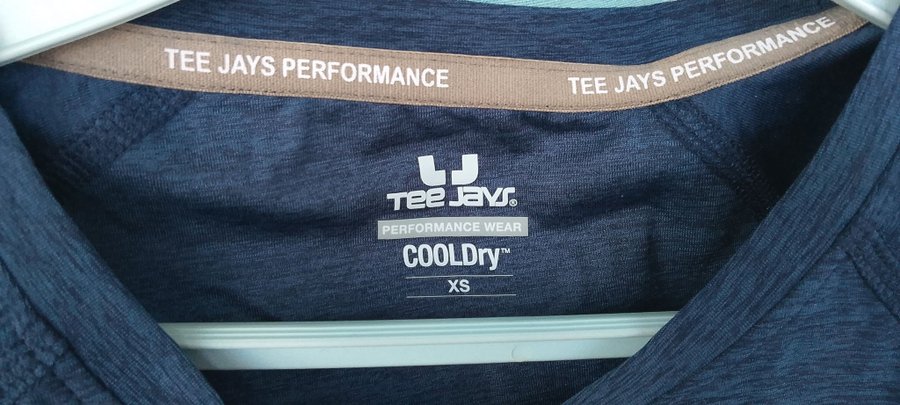 TEE JAYS PERFORMANCE
TEE JAYS PERFORMANCE
Tee Jays®
PERFORMANCE WEAR
COOLDry™
XS